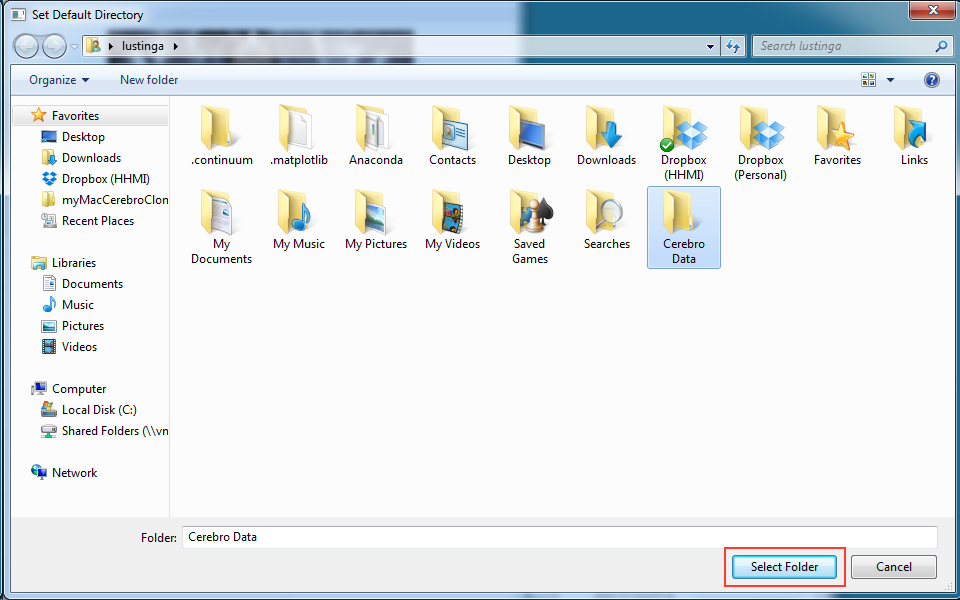 Set Default Directory
lustinga
Search lustinga
Organize
New folder
Favorites
Desktop
Downloads
Dropbox (HHMI)
myMacCerebroClon
Recent Places
Libraries
Documents
Music
Pictures
Videos
Computer
Local Disk (C:)
Shared Folders (\\vn
Network
.continuum
.matplotlib
Anaconda
Contacts
Desktop
Downloads
Dropbox
(HHMI)
Dropbox
(Personal)
Favorites
Links
My
Documents
My Music
My Pictures
My Videos
Saved
Games
Searches
Cerebro
Data
Folder: Cerebro Data
Select Folder
Cancel